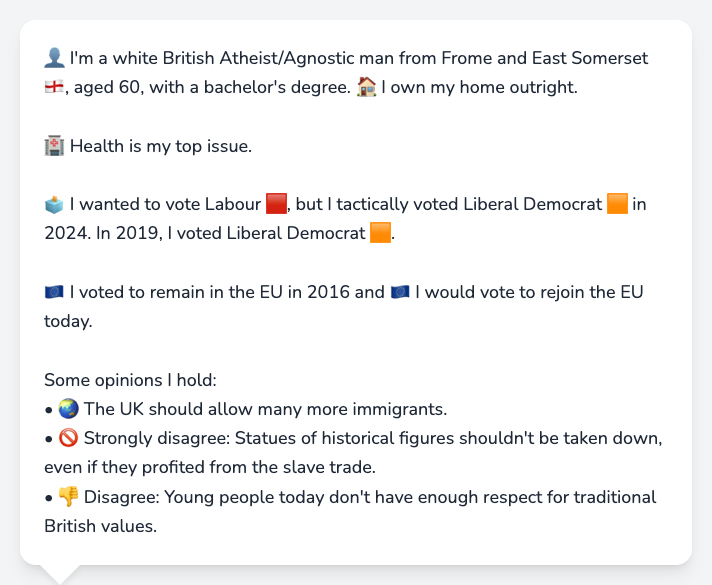 👤 I'm a white British Atheist/Agnostic man from Frome and East Somerset
🏴󠁧󠁢󠁥󠁮󠁧󠁿, aged 60, with a bachelor's degree. 🏠 I own my home outright.
🏥 Health is my top issue.
🗳️ I wanted to vote Labour 🟥, but I tactically voted Liberal Democrat 🟧 in
2024. In 2019, I voted Liberal Democrat 🟧.
🇪🇺 I voted to remain in the EU in 2016 and 🇪🇺 I would vote to rejoin the EU
today.
Some opinions I hold:
• 🌏 The UK should allow many more immigrants.
• 🚫 Strongly disagree: Statues of historical figures shouldn't be taken down,
even if they profited from the slave trade.
• 👎 Disagree: Young people today don't have enough respect for traditional
British values.